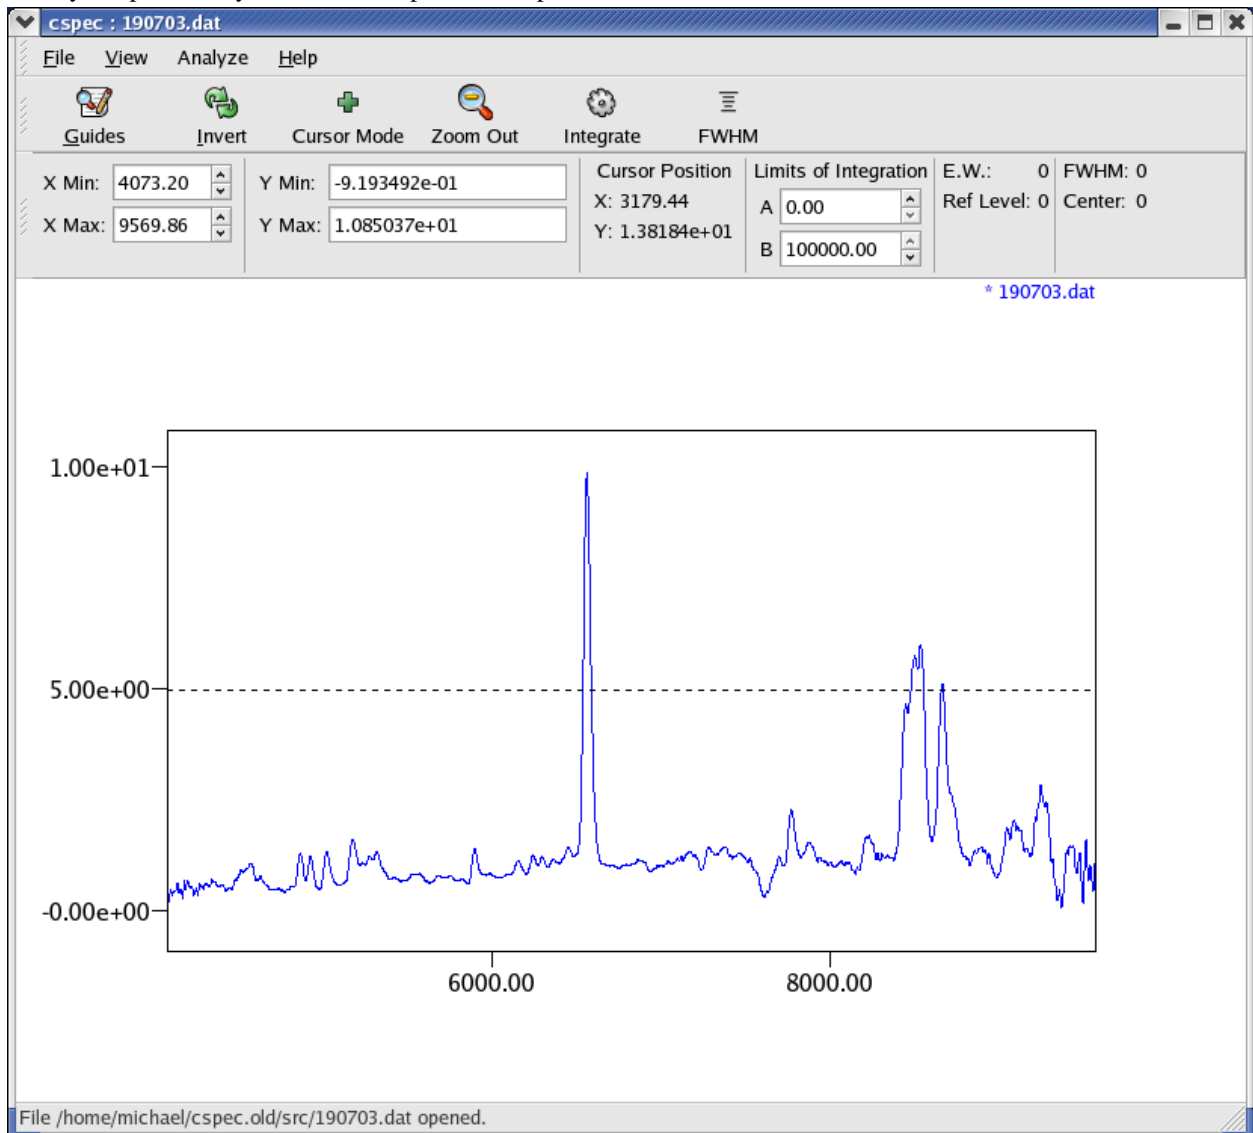 cspec : 190703.dat
File View Analyze Help
Guides Invert Cursor Mode Zoom Out Integrate FWHM
X Min: 4073.20 Y Min: -9.193492e-01 Cursor Position Limits of Integration E.W.: 0 FWHM: 0
X: 3179.44 A 0.00 Ref Level: 0 Center: 0
X Max: 9569.86 Y Max: 1.085037e+01 Y: 1.38184e+01
B 100000.00
* 190703.dat
1.00e+01
5.00e+00
-0.00e+00
6000.00 8000.00
File /home/michael/cspec.old/src/190703.dat opened.